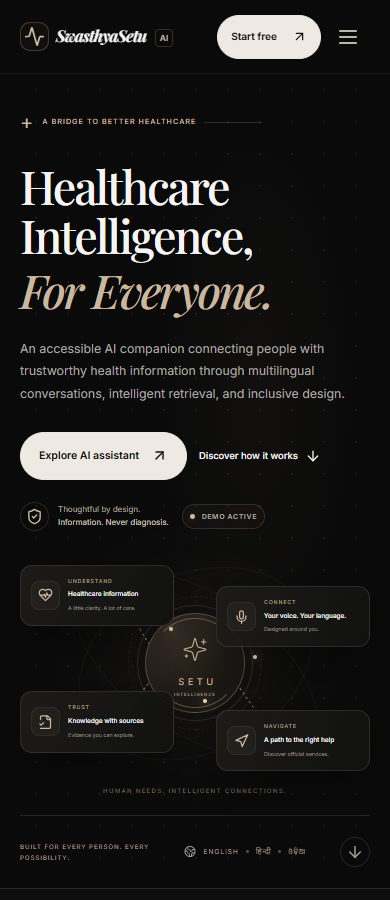 SwasthyaSetu AI
Start free
A BRIDGE TO BETTER HEALTHCARE
Healthcare
Intelligence,
For Everyone.
An accessible AI companion connecting people with
trustworthy health information through multilingual
conversations, intelligent retrieval, and inclusive design.
Explore AI assistant
Discover how it works
Thoughtful by design.
Information. Never diagnosis.
DEMO ACTIVE
UNDERSTAND
Healthcare information
A little clarity. A lot of care.
CONNECT
Your voice. Your language.
Designed around you.
SETU
INTELLIGENCE
TRUST
Knowledge with sources
Evidence you can explore.
NAVIGATE
A path to the right help
Discover official services.
HUMAN NEEDS, INTELLIGENT CONNECTIONS.
BUILT FOR EVERY PERSON. EVERY
POSSIBILITY.
ENGLISH • हिन्दी • ଓଡ଼ିଆ